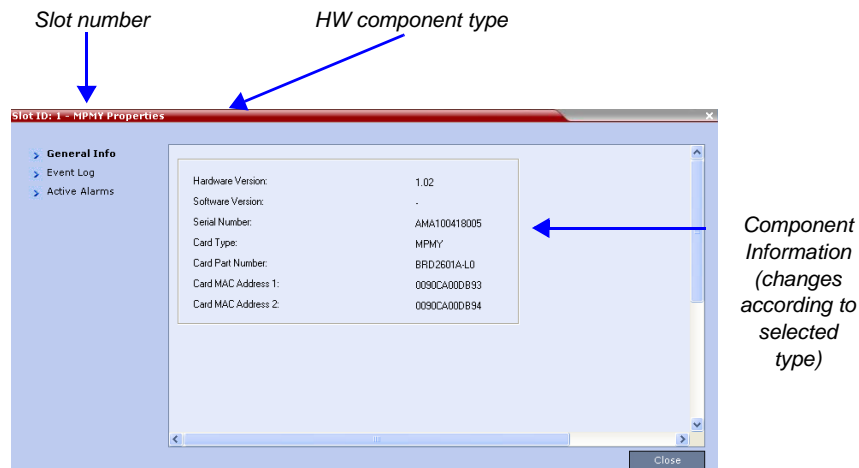 Slot number
HW component type
Slot ID: 1 - MPMY Properties
General Info
Event Log
Active Alarms
Hardware Version: 1.02
Software Version: -
Serial Number: AMA100418005
Card Type: MPMY
Card Part Number: BRD2601A-L0
Card MAC Address 1: 0090CA00DB93
Card MAC Address 2: 0090CA00DB94
Component
Information
(changes
according to
selected
type)
Close